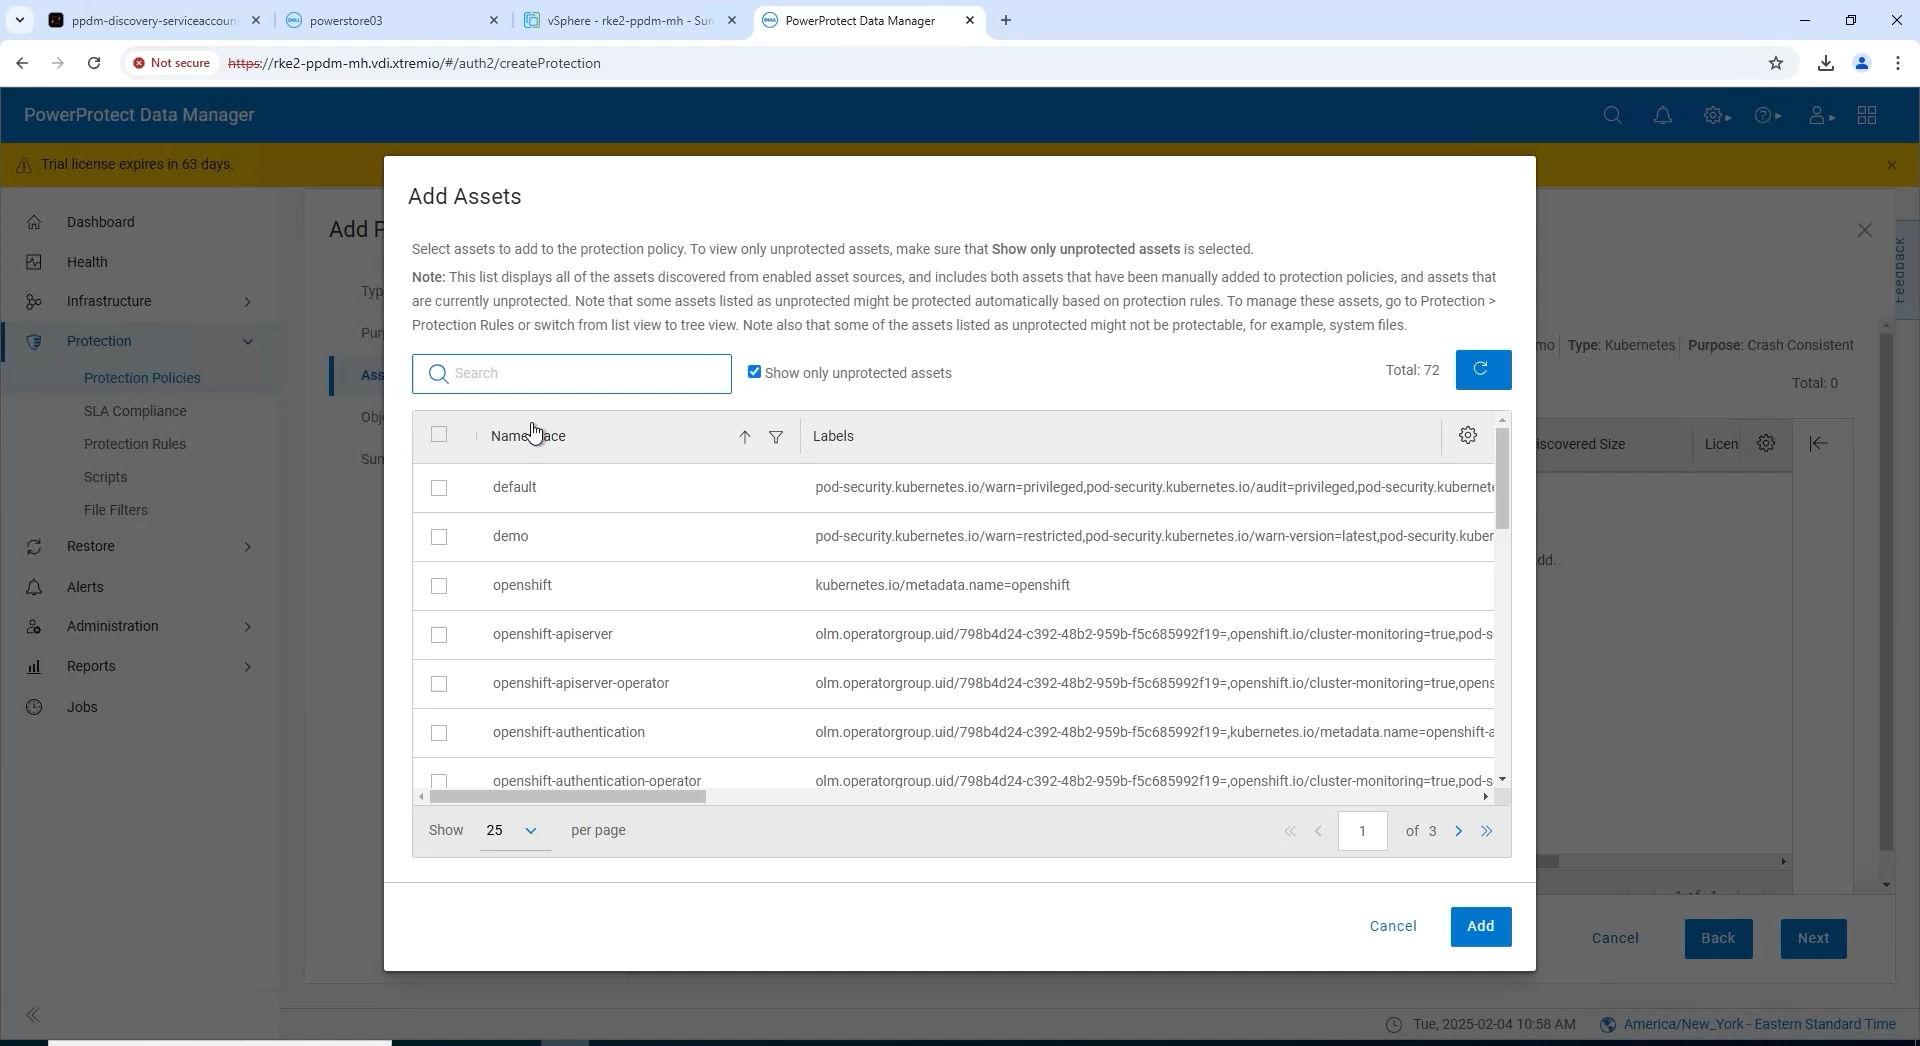 ppdm-discovery-serviceaccoun
powerstore03
vSphere - rke2-ppdm-mh - Sum
PowerProtect Data Manager
Not secure
https://rke2-ppdm-mh.vdi.xtremio/#/auth2/createProtection
PowerProtect Data Manager
Trial license expires in 63 days.
Dashboard
Health
Infrastructure
Protection
Protection Policies
SLA Compliance
Protection Rules
Scripts
File Filters
Restore
Alerts
Administration
Reports
Jobs
Add P
Typ
Pur
Ass
Obj
Sum
Add Assets
Select assets to add to the protection policy. To view only unprotected assets, make sure that Show only unprotected assets is selected.
Note: This list displays all of the assets discovered from enabled asset sources, and includes both assets that have been manually added to protection policies, and assets that
are currently unprotected. Note that some assets listed as unprotected might be protected automatically based on protection rules. To manage these assets, go to Protection >
Protection Rules or switch from list view to tree view. Note also that some of the assets listed as unprotected might not be protectable, for example, system files.
Search
Show only unprotected assets
Total: 72
Namespace
Labels
default
pod-security.kubernetes.io/warn=privileged,pod-security.kubernetes.io/audit=privileged,pod-security.kubernete
demo
pod-security.kubernetes.io/warn=restricted,pod-security.kubernetes.io/warn-version=latest,pod-security.kuber
openshift
kubernetes.io/metadata.name=openshift
openshift-apiserver
olm.operatorgroup.uid/798b4d24-c392-48b2-959b-f5c685992f19=,openshift.io/cluster-monitoring=true,pod-s
openshift-apiserver-operator
olm.operatorgroup.uid/798b4d24-c392-48b2-959b-f5c685992f19=,openshift.io/cluster-monitoring=true,opens
openshift-authentication
olm.operatorgroup.uid/798b4d24-c392-48b2-959b-f5c685992f19=,kubernetes.io/metadata.name=openshift-a
openshift-authentication-operator
olm.operatorgroup.uid/798b4d24-c392-48b2-959b-f5c685992f19=,openshift.io/cluster-monitoring=true,pod-s
Show 25 per page
1 of 3
Cancel
Add
Feedback
mo
Type: Kubernetes
Purpose: Crash Consistent
Total: 0
iscovered Size
Licen
dd.
Cancel
Back
Next
Tue, 2025-02-04 10:58 AM
America/New_York - Eastern Standard Time